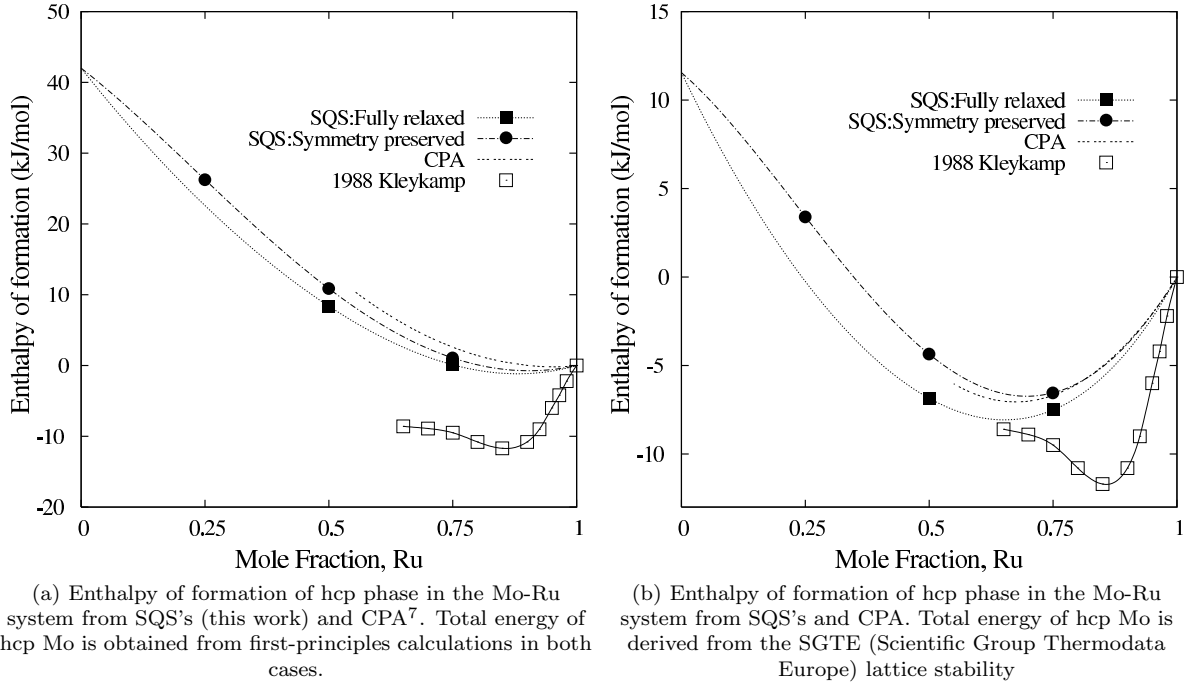 50
40
30
20
10
0
-10
-20
0
0.25
0.5
0.75
1
Enthalpy of formation (kJ/mol)
Mole Fraction, Ru
SQS:Fully relaxed
SQS:Symmetry preserved
CPA
1988 Kleykamp
(a) Enthalpy of formation of hcp phase in the Mo-Ru
system from SQS's (this work) and CPA⁷. Total energy of
hcp Mo is obtained from first-principles calculations in both
cases.
15
10
5
0
-5
-10
0
0.25
0.5
0.75
1
Enthalpy of formation (kJ/mol)
Mole Fraction, Ru
SQS:Fully relaxed
SQS:Symmetry preserved
CPA
1988 Kleykamp
(b) Enthalpy of formation of hcp phase in the Mo-Ru
system from SQS's and CPA. Total energy of hcp Mo is
derived from the SGTE (Scientific Group Thermodata
Europe) lattice stability